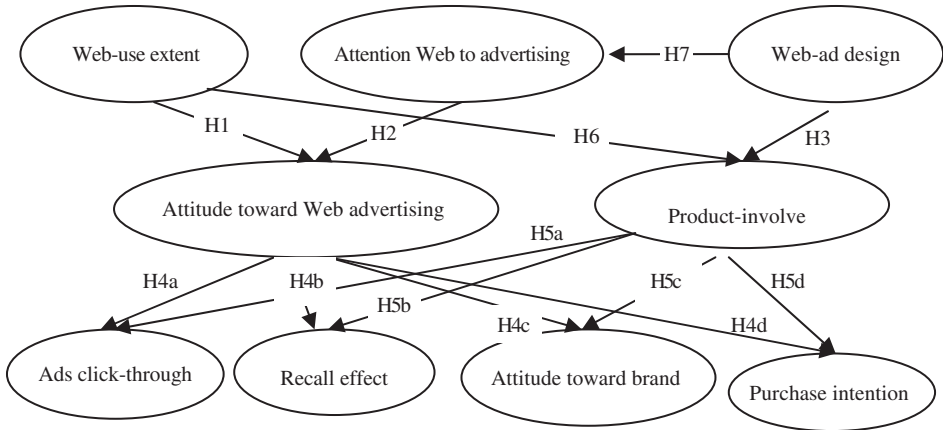 Web-use extent
Attention Web to advertising
Web-ad design
H7
H1
H2
H6
H3
Attitude toward Web advertising
Product-involve
H5a
H4a
H4b
H5b
H5c
H5d
H4c
H4d
Ads click-through
Recall effect
Attitude toward brand
Purchase intention